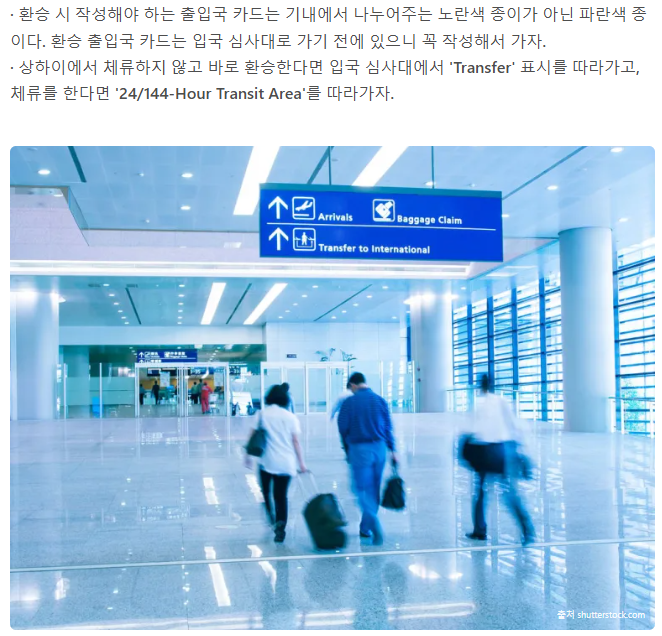 · 환승 시 작성해야 하는 출입국 카드는 기내에서 나누어주는 노란색 종이가 아닌 파란색 종
이다. 환승 출입국 카드는 입국 심사대로 가기 전에 있으니 꼭 작성해서 가자.
· 상하이에서 체류하지 않고 바로 환승한다면 입국 심사대에서 'Transfer' 표시를 따라가고,
체류를 한다면 '24/144-Hour Transit Area'를 따라가자.
Arrivals Baggage Claim
Transfer to International
출처 shutterstock.com